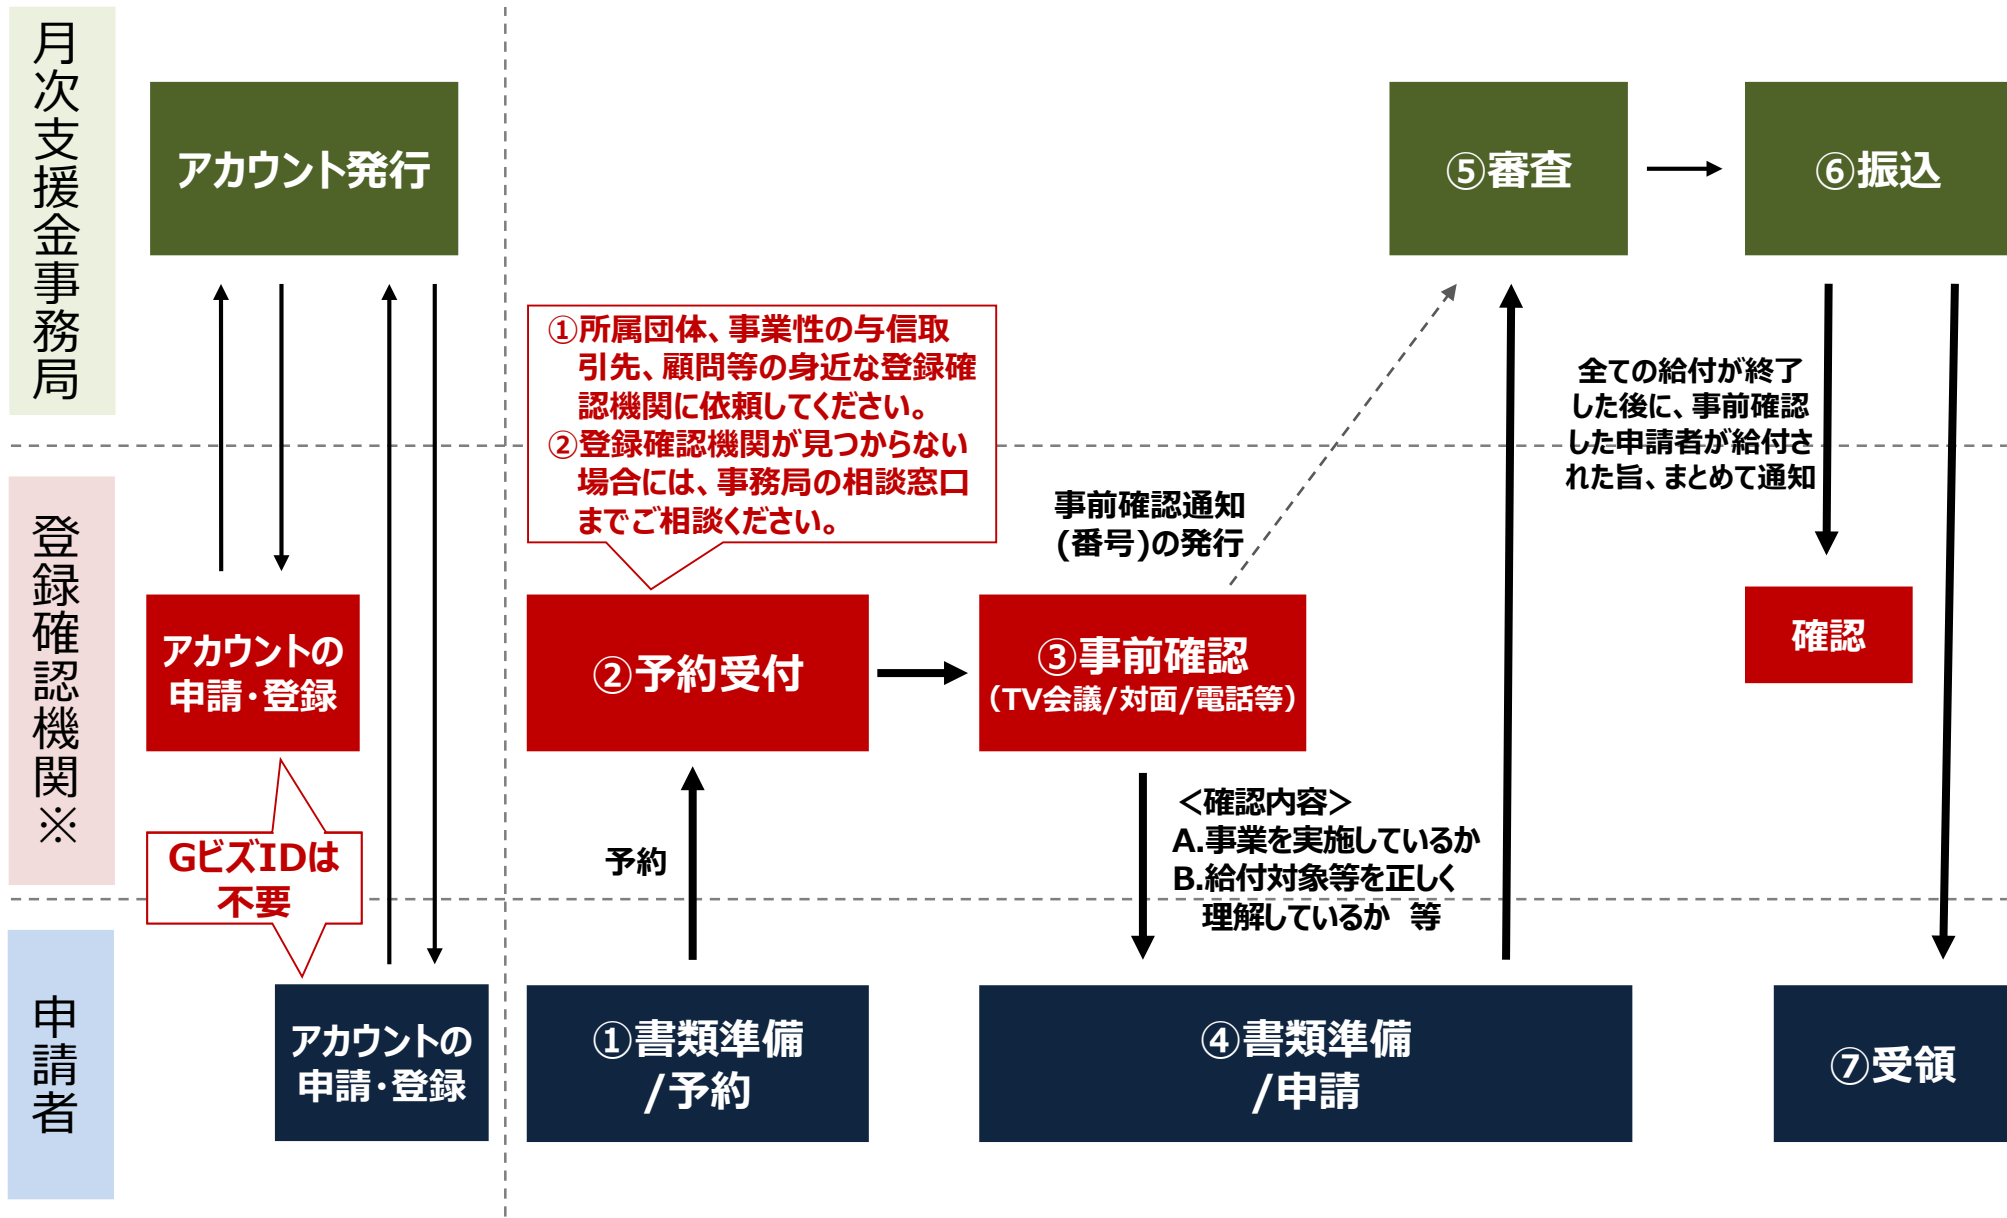 月次支援金事務局
アカウント発行
⑤審査
⑥振込
①所属団体、事業性の与信取
引先、顧問等の身近な登録確
認機関に依頼してください。
②登録確認機関が見つからない
場合には、事務局の相談窓口
までご相談ください。
全ての給付が終了
した後に、事前確認
した申請者が給付さ
れた旨、まとめて通知
事前確認通知
(番号)の発行
登録確認機関※
アカウントの
申請・登録
②予約受付
③事前確認
（TV会議/対面/電話等）
確認
GビズIDは
不要
予約
＜確認内容＞
A.事業を実施しているか
B.給付対象等を正しく
理解しているか　等
申請者
アカウントの
申請・登録
①書類準備
/予約
④書類準備
/申請
⑦受領